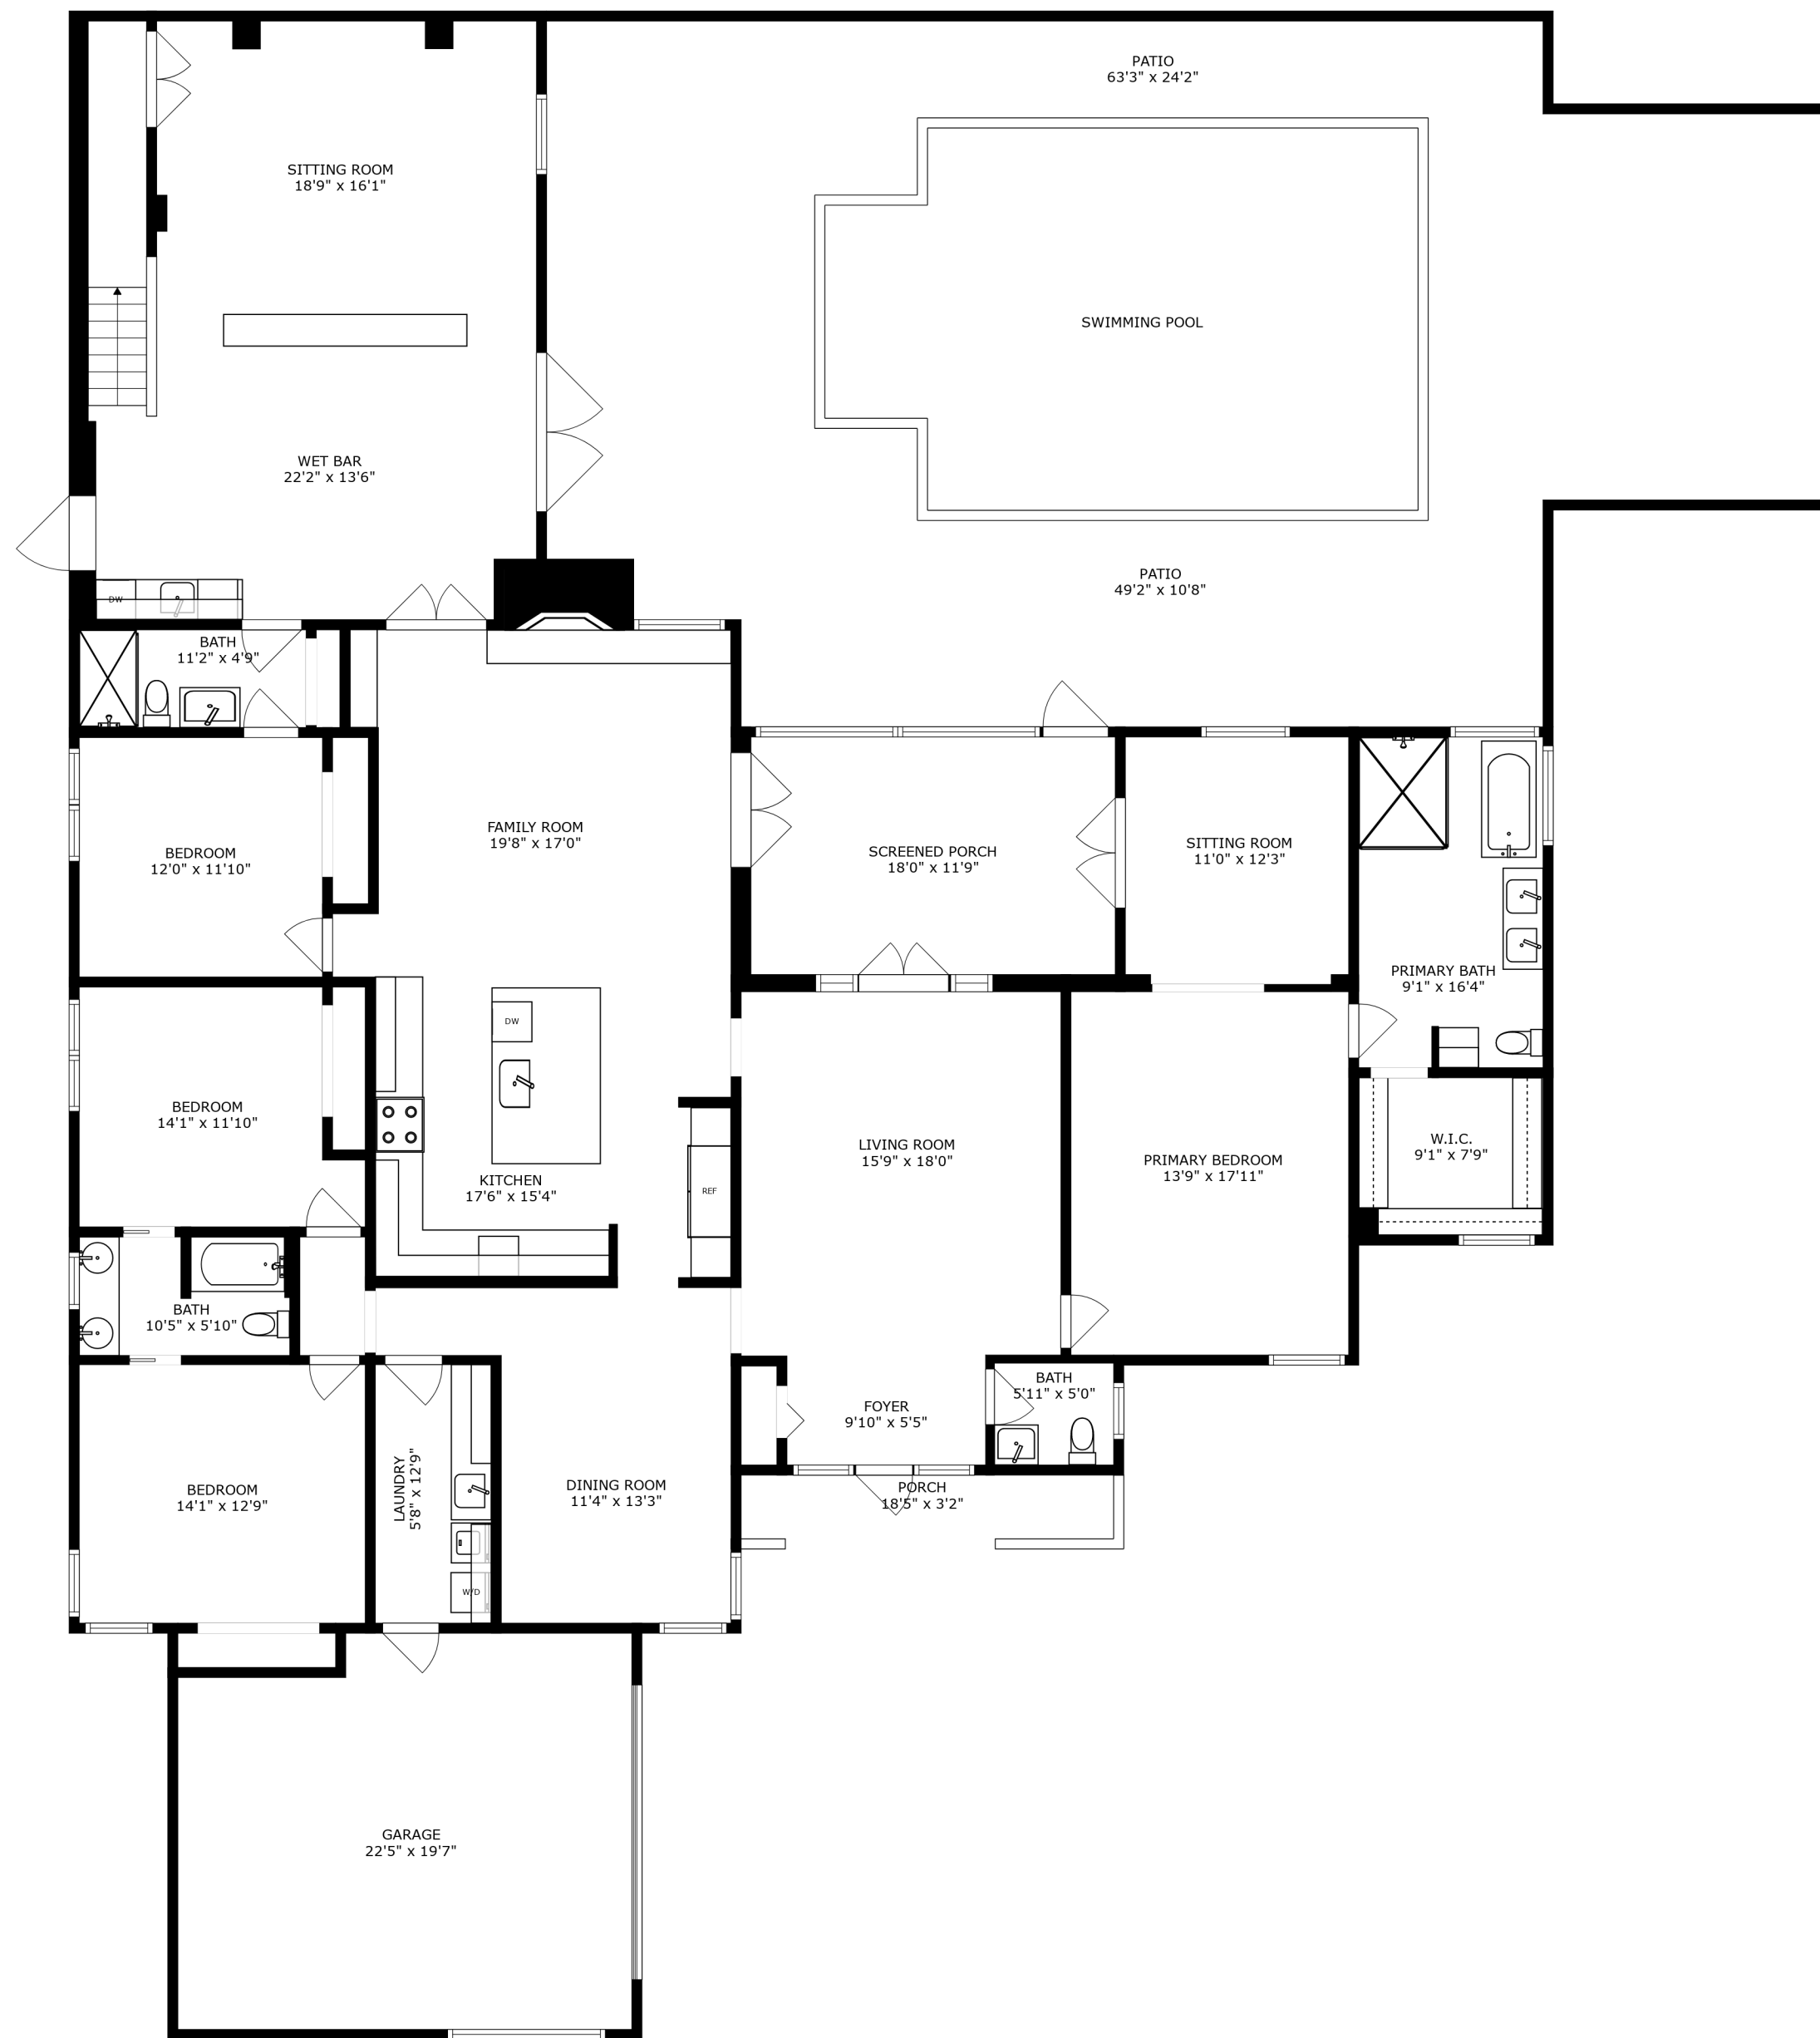 PATIO
63'3" x 24'2"
SITTING ROOM
18'9" x 16'1"
SWIMMING POOL
WET BAR
22'2" x 13'6"
PATIO
49'2" x 10'8"
DW
BATH
11'2" x 4'9"
FAMILY ROOM
19'8" x 17'0"
BEDROOM
12'0" x 11'10"
SCREENED PORCH
18'0" x 11'9"
SITTING ROOM
11'0" x 12'3"
PRIMARY BATH
9'1" x 16'4"
DW
BEDROOM
14'1" x 11'10"
KITCHEN
17'6" x 15'4"
REF
LIVING ROOM
15'9" x 18'0"
PRIMARY BEDROOM
13'9" x 17'11"
W.I.C.
9'1" x 7'9"
BATH
10'5" x 5'10"
BATH
5'11" x 5'0"
FOYER
9'10" x 5'5"
BEDROOM
14'1" x 12'9"
LAUNDRY
5'8" x 12'9"
DINING ROOM
11'4" x 13'3"
PORCH
18'5" x 3'2"
W/D
GARAGE
22'5" x 19'7"